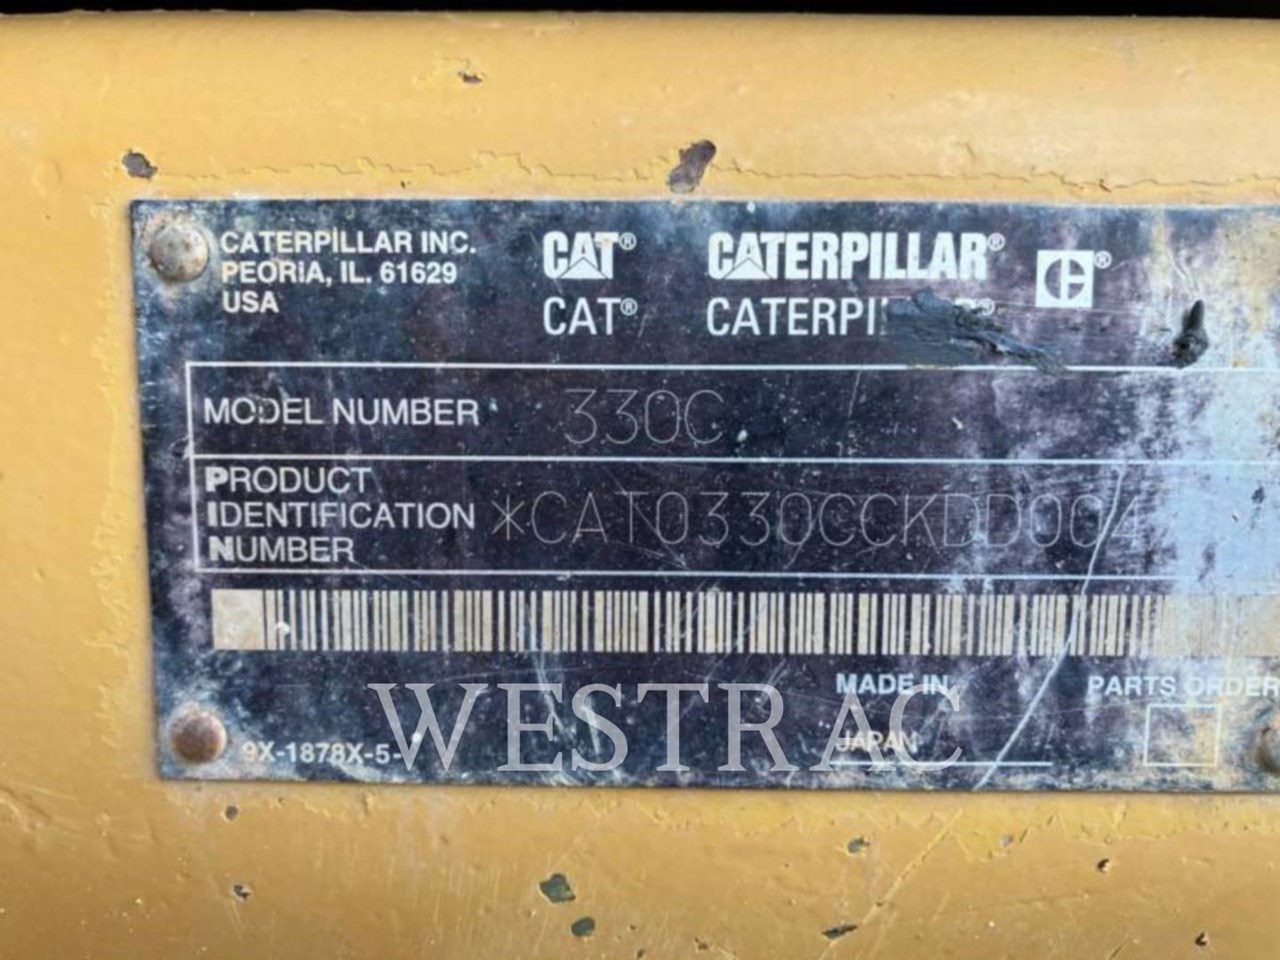 CATERPILLAR INC.
PEORIA, IL. 61629
USA
CAT® CATERPILLAR® C®
CAT®
MODEL NUMBER 330C
PRODUCT
IDENTIFICATION
NUMBER
*CAT0330CCKDD004
MADE IN
JAPAN
PARTS ORDER
9X-1878X-5-
WESTRAC